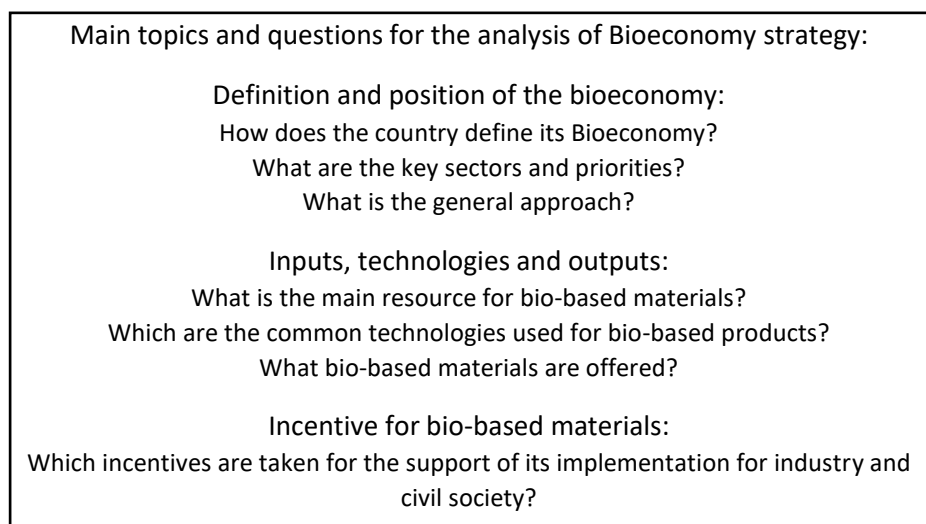 Main topics and questions for the analysis of Bioeconomy strategy:
Definition and position of the bioeconomy:
How does the country define its Bioeconomy?
What are the key sectors and priorities?
What is the general approach?
Inputs, technologies and outputs:
What is the main resource for bio-based materials?
Which are the common technologies used for bio-based products?
What bio-based materials are offered?
Incentive for bio-based materials:
Which incentives are taken for the support of its implementation for industry and
civil society?